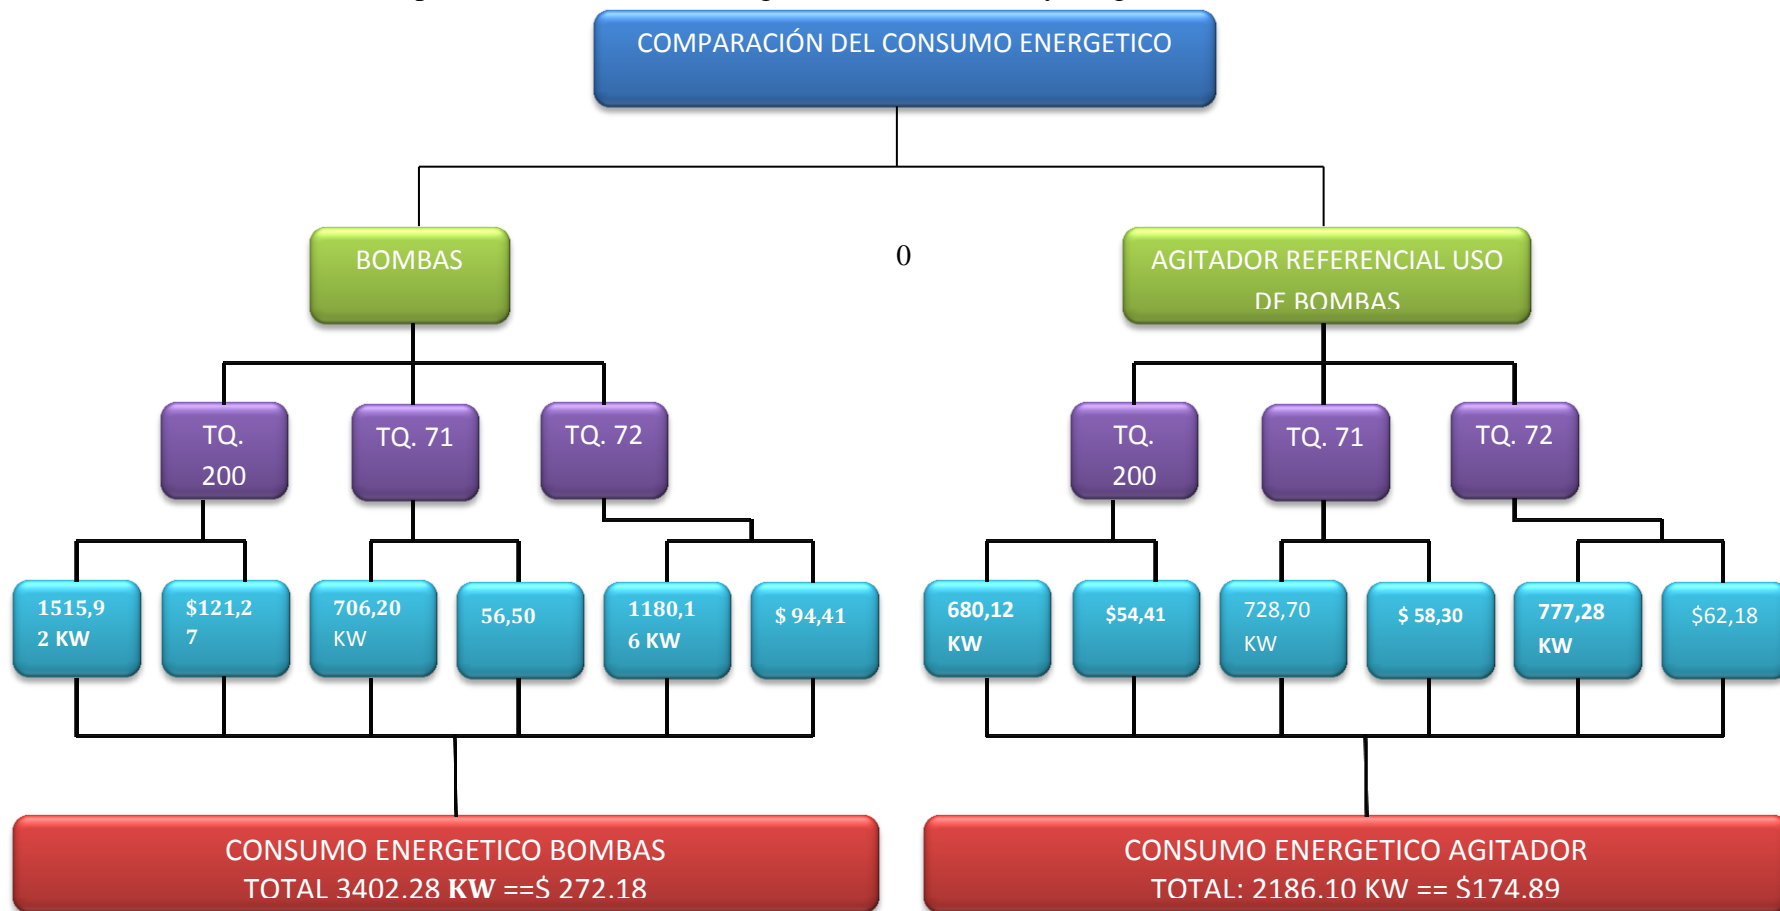 COMPARACIÓN DEL CONSUMO ENERGETICO
BOMBAS
0
AGITADOR REFERENCIAL USO
DE BOMBAS
TQ.
200
TQ. 71
TQ. 72
TQ.
200
TQ. 71
TQ. 72
1515,9
2 KW
$121,2
7
706,20
KW
56,50
1180,1
6 KW
$ 94,41
680,12
KW
$54,41
728,70
KW
$ 58,30
777,28
KW
$62,18
CONSUMO ENERGETICO BOMBAS
TOTAL 3402.28 KW ==$ 272.18
CONSUMO ENERGETICO AGITADOR
TOTAL: 2186.10 KW == $174.89